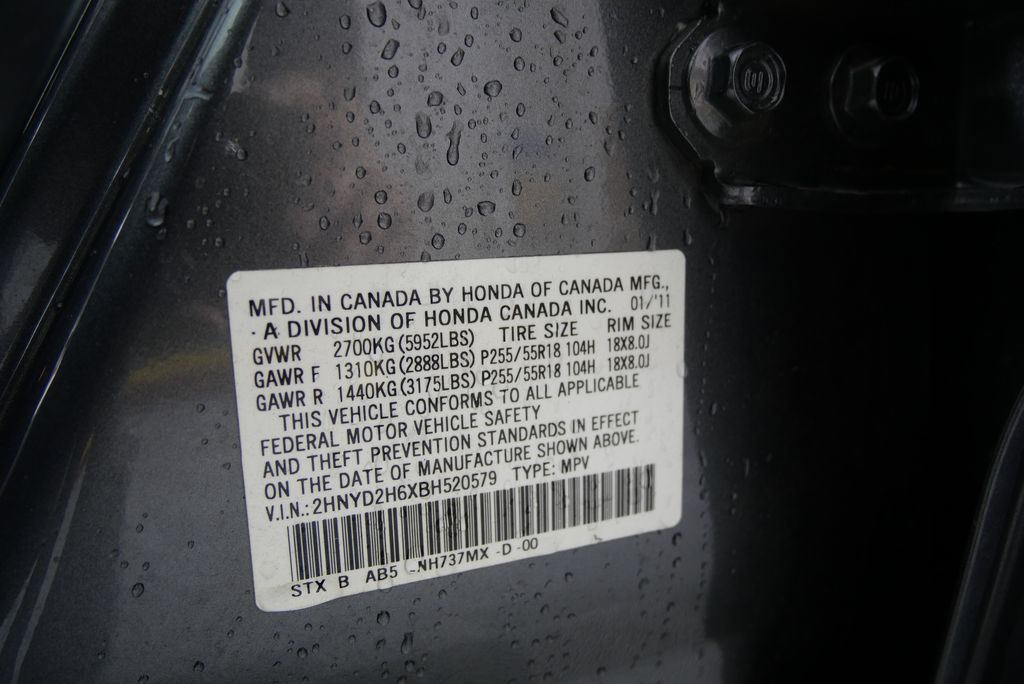 MFD. IN CANADA BY HONDA OF CANADA MFG.,
A DIVISION OF HONDA CANADA INC. 01/'11
GVWR 2700KG (5952LBS) TIRE SIZE RIM SIZE
GAWR F 1310KG (2888LBS) P255/55R18 104H 18X8.0J
GAWR R 1440KG (3175LBS) P255/55R18 104H 18X8.0J
THIS VEHICLE CONFORMS TO ALL APPLICABLE
FEDERAL MOTOR VEHICLE SAFETY
AND THEFT PREVENTION STANDARDS IN EFFECT
ON THE DATE OF MANUFACTURE SHOWN ABOVE.
V.I.N.: 2HNYD2H6XBH520579 TYPE: MPV
STX B AB5 -NH737MX -D -00